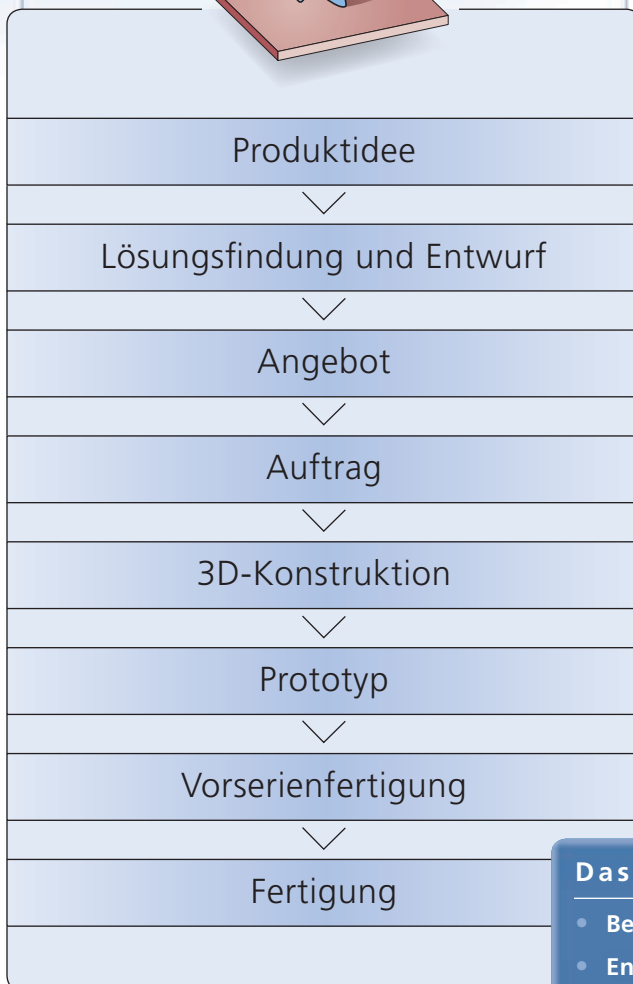 Produktidee
Lösungsfindung und Entwurf
Angebot
Auftrag
3D-Konstruktion
Prototyp
Vorserienfertigung
Fertigung
Das